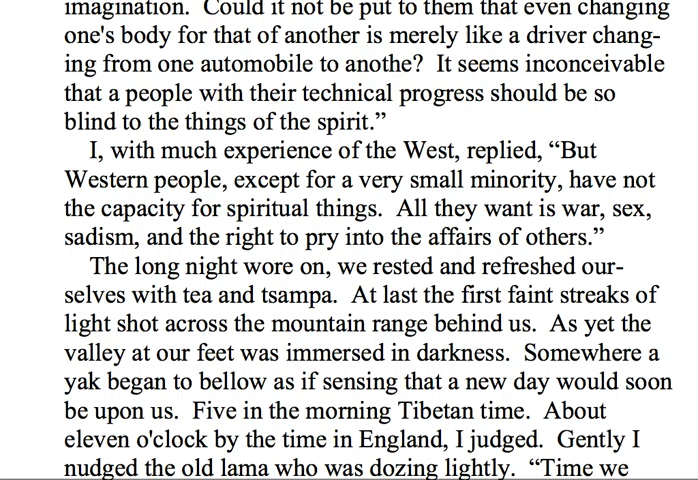 imagination.  Could it not be put to them that even changing
one's body for that of another is merely like a driver chang-
ing from one automobile to anothe?  It seems inconceivable
that a people with their technical progress should be so
blind to the things of the spirit.”
I, with much experience of the West, replied, “But
Western people, except for a very small minority, have not
the capacity for spiritual things.  All they want is war, sex,
sadism, and the right to pry into the affairs of others.”
The long night wore on, we rested and refreshed our-
selves with tea and tsampa.  At last the first faint streaks of
light shot across the mountain range behind us.  As yet the
valley at our feet was immersed in darkness.  Somewhere a
yak began to bellow as if sensing that a new day would soon
be upon us.  Five in the morning Tibetan time.  About
eleven o'clock by the time in England, I judged.  Gently I
nudged the old lama who was dozing lightly.  “Time we